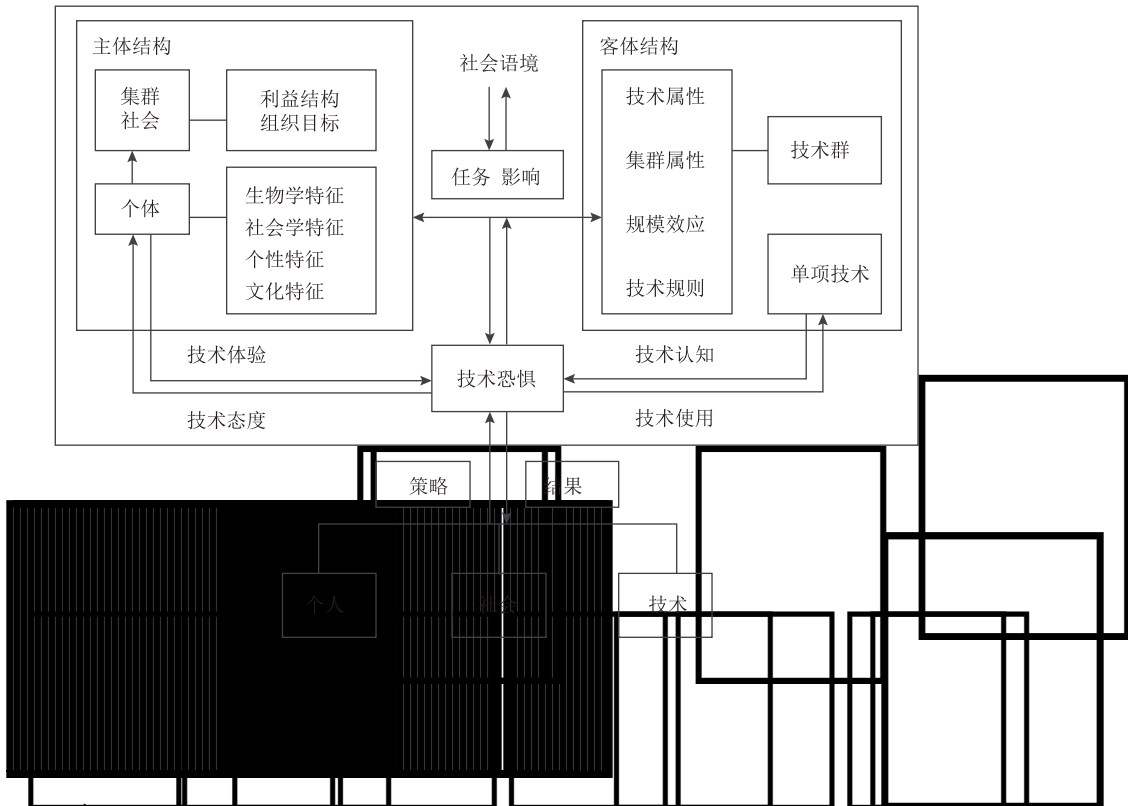 主体结构
集群
社会
利益结构
组织目标
个体
生物学特征
社会学特征
个性特征
文化特征
社会语境
任务 影响
客体结构
技术属性
集群属性
规模效应
技术规则
技术群
单项技术
技术体验
技术态度
技术恐惧
技术认知
技术使用
策略
结果
个人
社会
技术